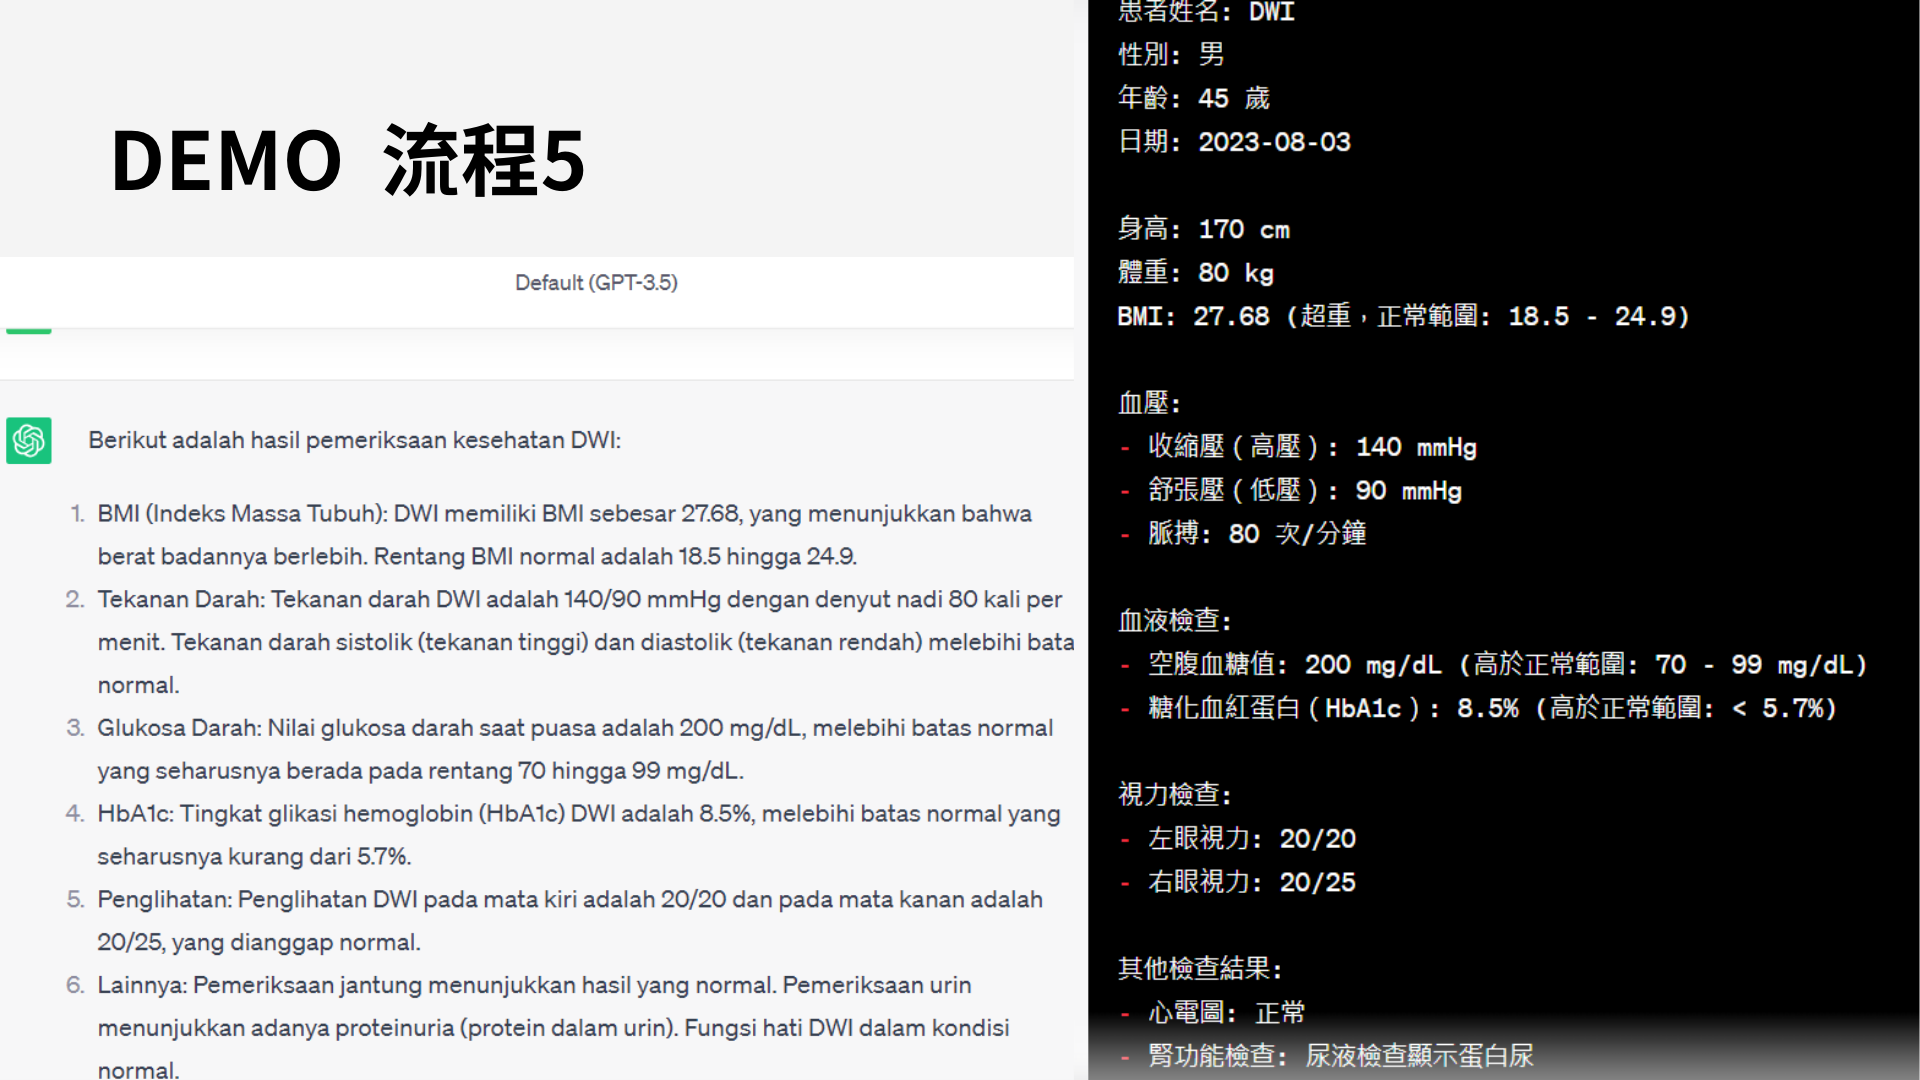 DEMO 流程5
Default (GPT-3.5)
Berikut adalah hasil pemeriksaan kesehatan DWI:
1. BMI (Indeks Massa Tubuh): DWI memiliki BMI sebesar 27.68, yang menunjukkan bahwa
berat badannya berlebih. Rentang BMI normal adalah 18.5 hingga 24.9.
2. Tekanan Darah: Tekanan darah DWI adalah 140/90 mmHg dengan denyut nadi 80 kali per
menit. Tekanan darah sistolik (tekanan tinggi) dan diastolik (tekanan rendah) melebihi bata
normal.
3. Glukosa Darah: Nilai glukosa darah saat puasa adalah 200 mg/dL, melebihi batas normal
yang seharusnya berada pada rentang 70 hingga 99 mg/dL.
4. HbA1c: Tingkat glikasi hemoglobin (HbA1c) DWI adalah 8.5%, melebihi batas normal yang
seharusnya kurang dari 5.7%.
5. Penglihatan: Penglihatan DWI pada mata kiri adalah 20/20 dan pada mata kanan adalah
20/25, yang dianggap normal.
6. Lainnya: Pemeriksaan jantung menunjukkan hasil yang normal. Pemeriksaan urin
menunjukkan adanya proteinuria (protein dalam urin). Fungsi hati DWI dalam kondisi
normal.
患者姓名: DWI
性別: 男
年齡: 45 歲
日期: 2023-08-03
身高: 170 cm
體重: 80 kg
BMI: 27.68 (超重，正常範圍: 18.5 - 24.9)
血壓:
- 收縮壓(高壓): 140 mmHg
- 舒張壓(低壓): 90 mmHg
- 脈搏: 80 次/分鐘
血液檢查:
- 空腹血糖值: 200 mg/dL (高於正常範圍: 70 - 99 mg/dL)
- 糖化血紅蛋白(HbA1c): 8.5% (高於正常範圍: < 5.7%)
視力檢查:
- 左眼視力: 20/20
- 右眼視力: 20/25
其他檢查結果:
- 心電圖: 正常
- 腎功能檢查: 尿液檢查顯示蛋白尿